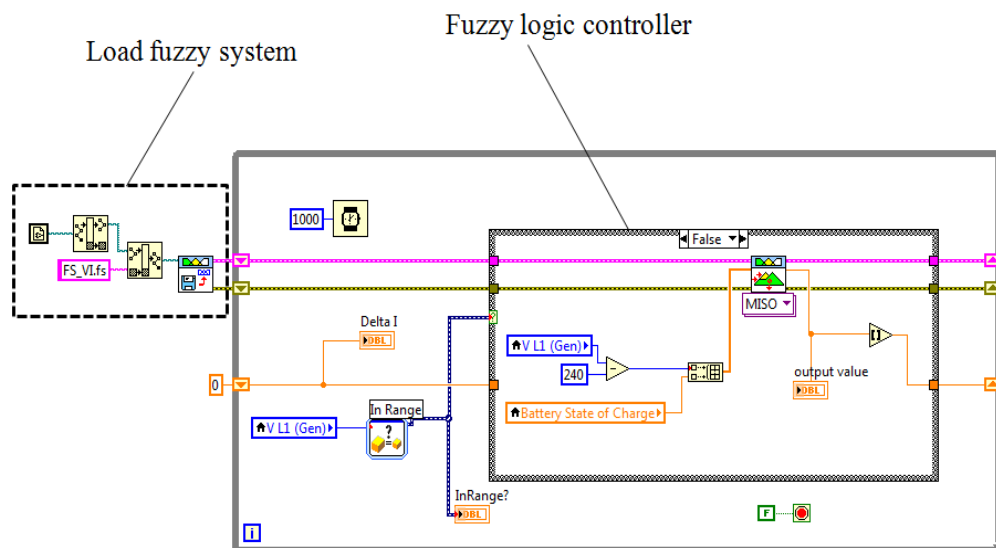 Fuzzy logic controller
Load fuzzy system
1000
False
FS_VI.fs
MISO
Delta I
V L1 (Gen)
240
output value
DBL
DBL
0
In Range
Battery State of Charge
V L1 (Gen)
?
InRange?
DBL
F
i